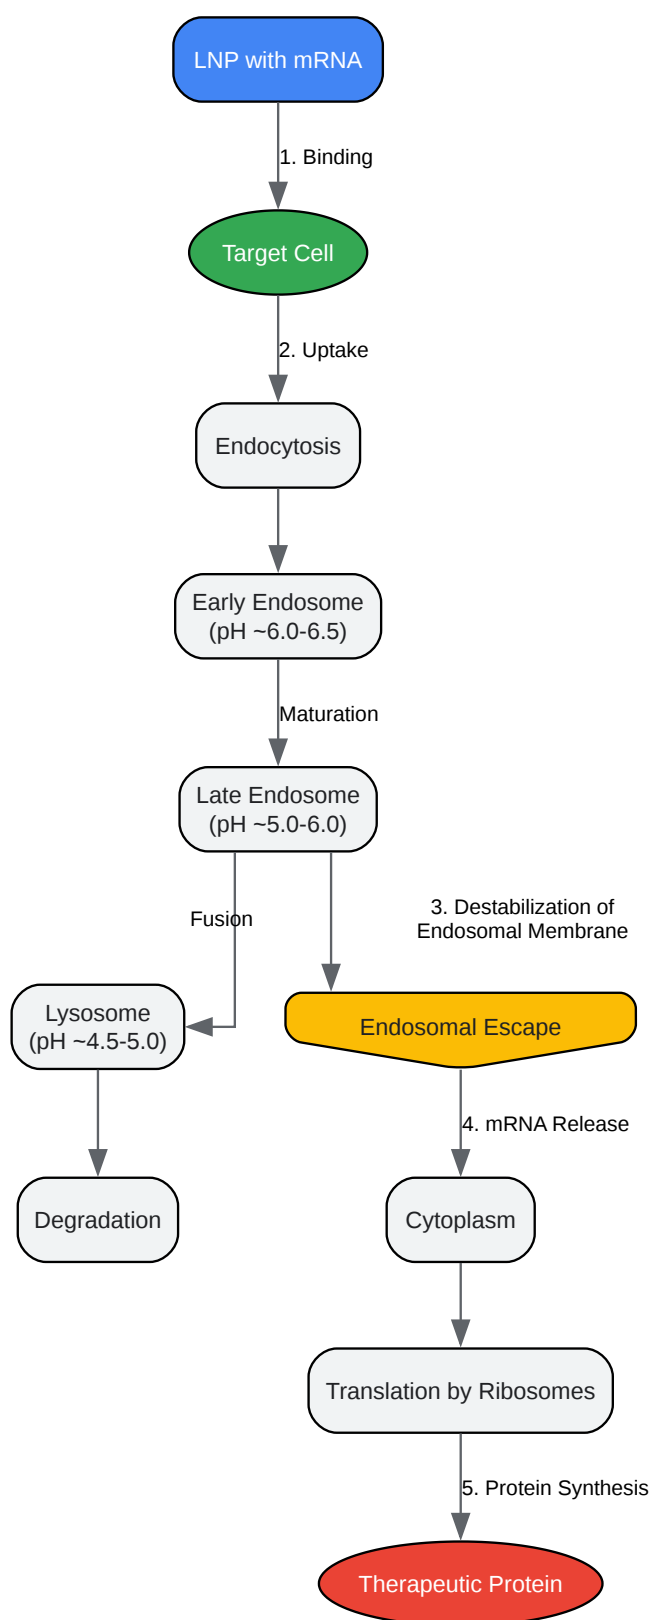 LNP with mRNA
1. Binding
Target Cell
2. Uptake
Endocytosis
Early Endosome
(pH ~6.0-6.5)
Maturation
Late Endosome
(pH ~5.0-6.0)
Fusion
3. Destabilization of
Endosomal Membrane
Lysosome
(pH ~4.5-5.0)
Endosomal Escape
4. mRNA Release
Degradation
Cytoplasm
Translation by Ribosomes
5. Protein Synthesis
Therapeutic Protein